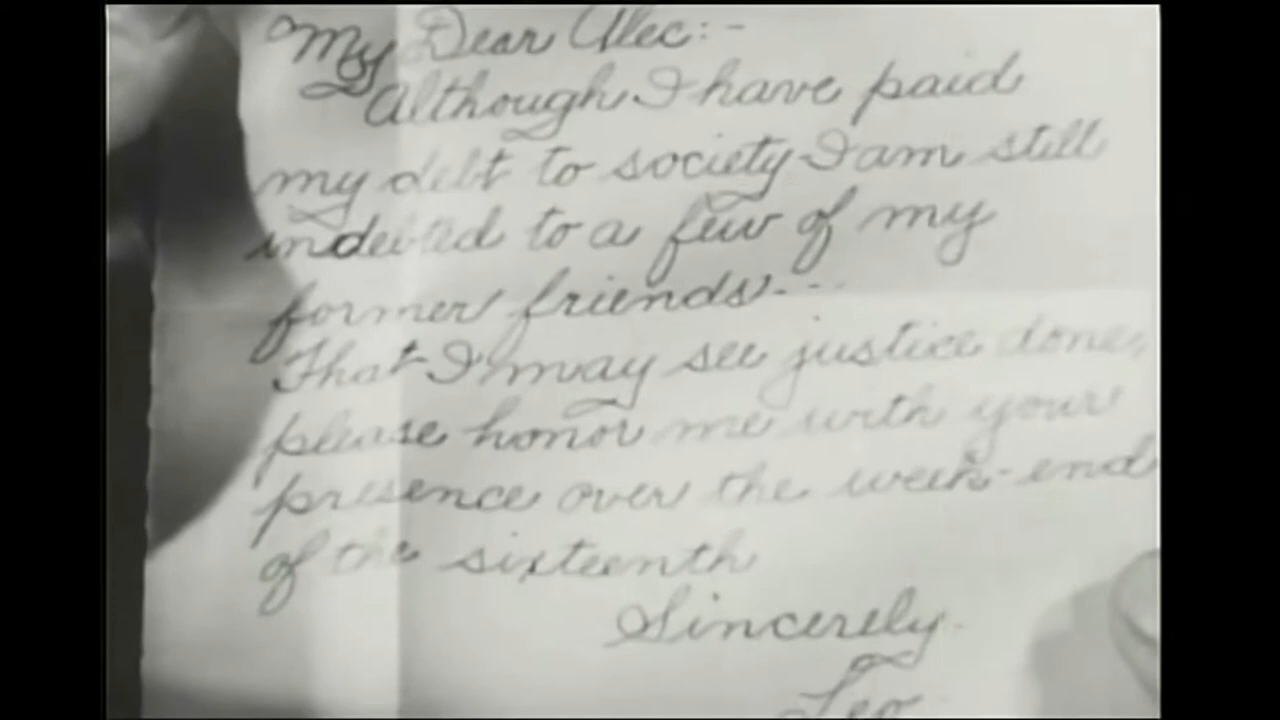 My Dear Alec:-
Although I have paid
my debt to society I am still
indebted to a few of my
former friends---
That I may see justice done,
please honor me with your
presence over the week-end
of the sixteenth
Sincerely
Leo